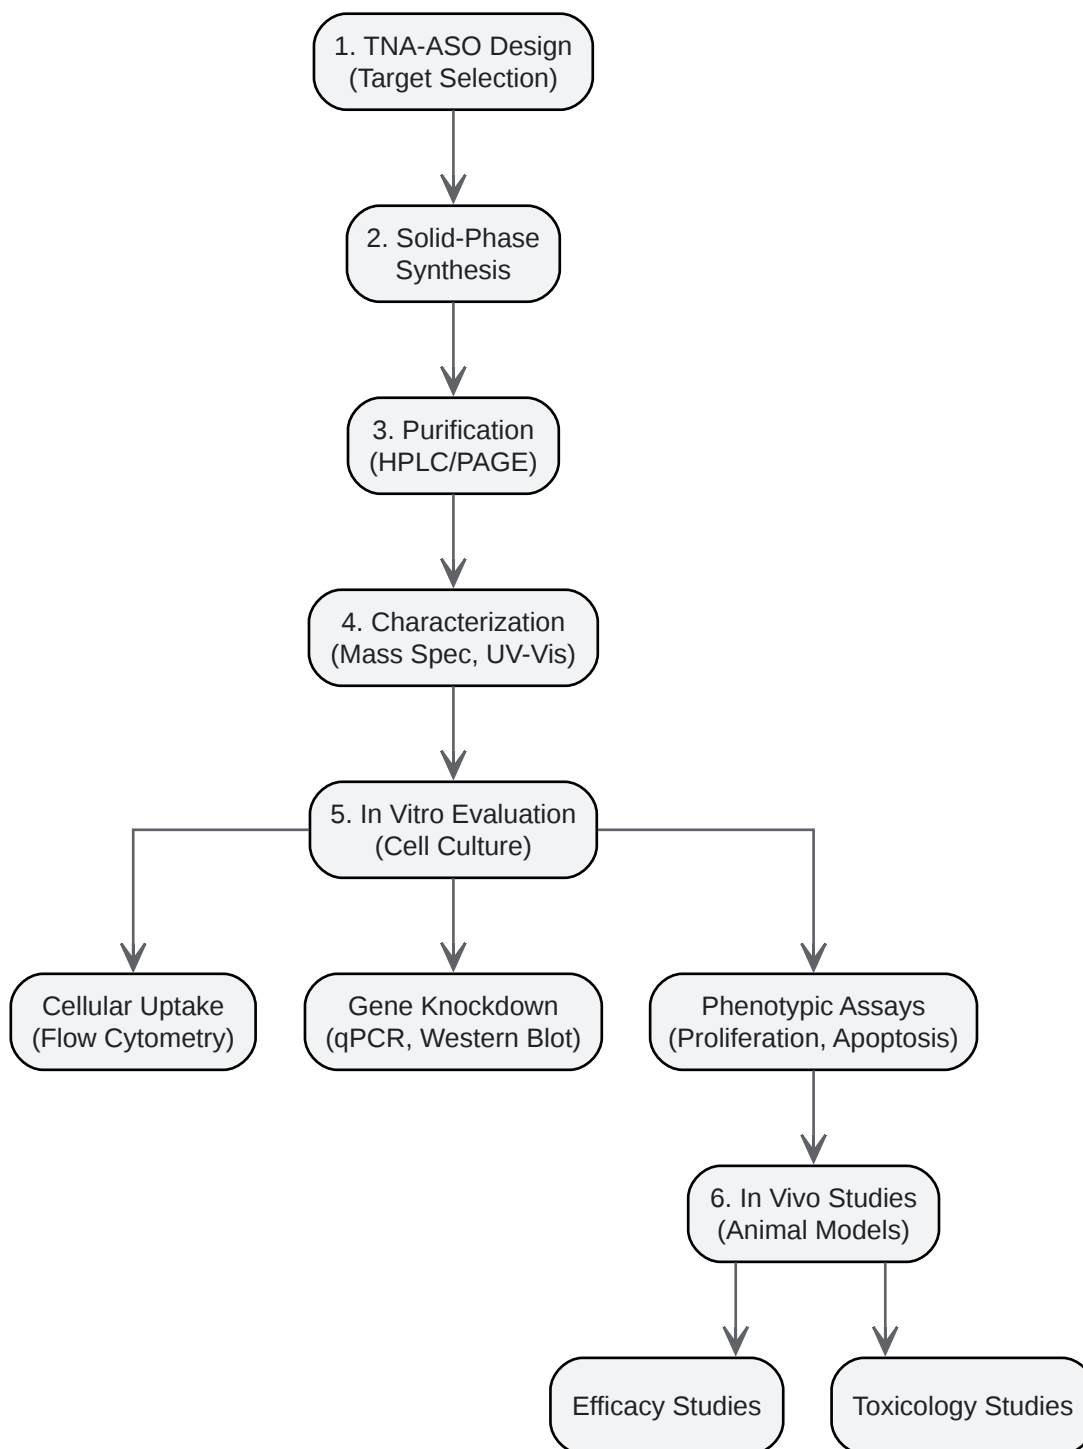 1. TNA-ASO Design
(Target Selection)
2. Solid-Phase
Synthesis
3. Purification
(HPLC/PAGE)
4. Characterization
(Mass Spec, UV-Vis)
5. In Vitro Evaluation
(Cell Culture)
Cellular Uptake
(Flow Cytometry)
Gene Knockdown
(qPCR, Western Blot)
Phenotypic Assays
(Proliferation, Apoptosis)
6. In Vivo Studies
(Animal Models)
Efficacy Studies
Toxicology Studies